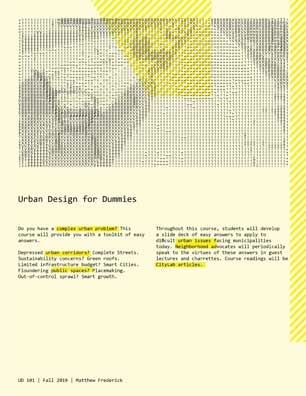 Urban Design for Dummies
Do you have a complex urban problem? This
course will provide you with a toolkit of easy
answers.
Depressed urban corridors? Complete Streets.
Sustainability concerns? Green roofs.
Limited infrastructure budget? Smart Cities.
Floundering public spaces? Placemaking.
Out-of-control sprawl? Smart growth.
Throughout this course, students will develop
a slide deck of easy answers to apply to
difficult urban issues facing municipalities
today. Neighborhood advocates will periodically
speak to the virtues of these answers in guest
lectures and charrettes. Course readings will be
CityLab articles.
UD 101 | Fall 2019 | Matthew Frederick